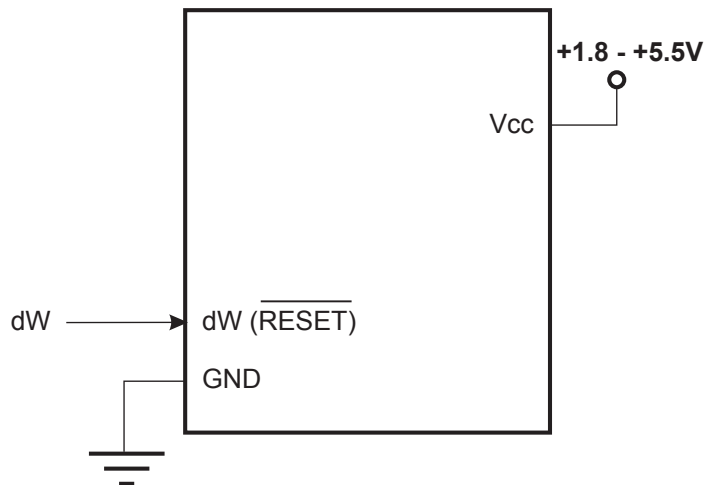 +1.8 - +5.5V
Vcc
dW
dW (RESET)
GND